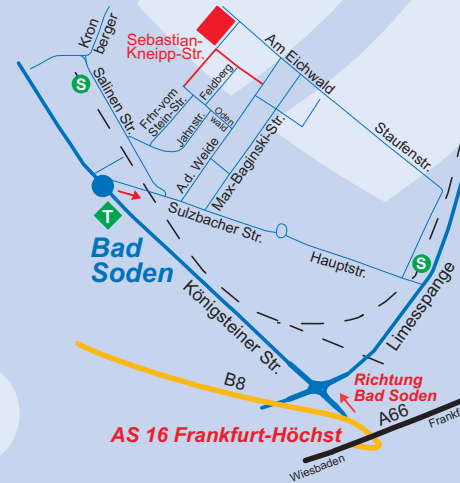 Kron
berger
Sebastian-
Kneipp-Str.
Am Eichwald
S
Salinen Str.
Frhr-vom
Stein-Str.
Feldberg
Oden
wald
Jahnstr.
A.d. Weide
Max-Baginski-Str.
Staufenstr.
T
Sulzbacher Str.
Hauptstr.
S
Bad
Soden
Königsteiner Str.
Limesspange
B8
Richtung
Bad Soden
AS 16 Frankfurt-Höchst
A66
Wiesbaden
Frankf